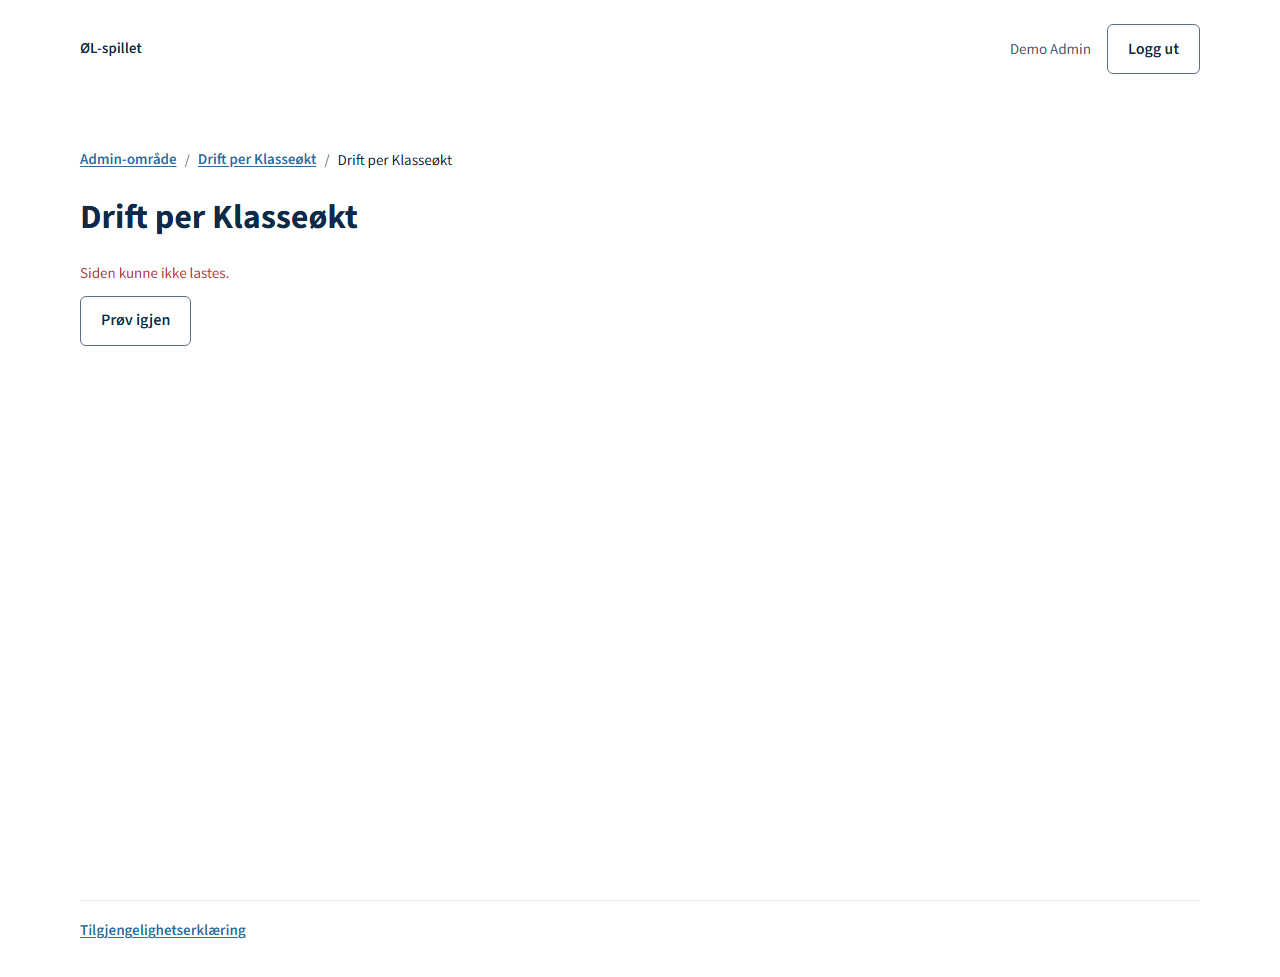 ØL-spillet
Demo Admin
Logg ut
Admin-område / Drift per Klasseøkt / Drift per Klasseøkt
Drift per Klasseøkt
Siden kunne ikke lastes.
Prøv igjen
Tilgjengelighetserklæring